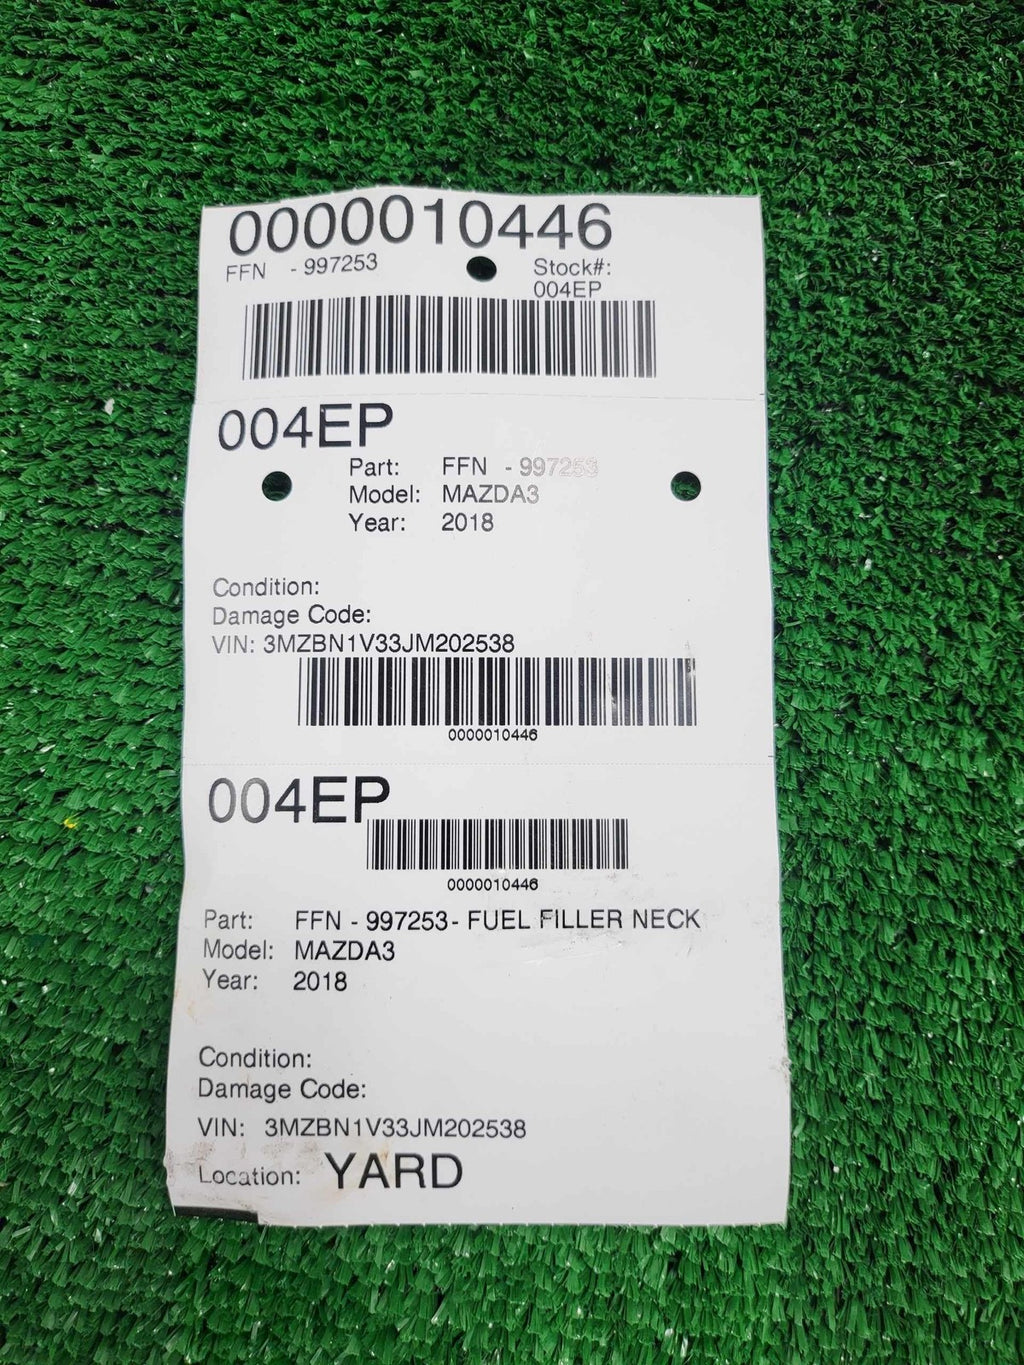 0000010446
FFN - 997253
Stock#:
004EP
004EP
Part: FFN - 997253
Model: MAZDA3
Year: 2018
Condition:
Damage Code:
VIN: 3MZBN1V33JM202538
0000010446
004EP
0000010446
Part: FFN - 997253- FUEL FILLER NECK
Model: MAZDA3
Year: 2018
Condition:
Damage Code:
VIN: 3MZBN1V33JM202538
Location: YARD